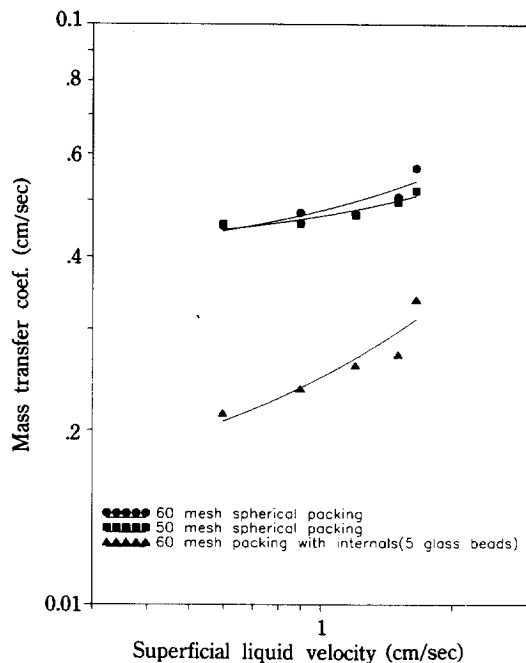 0.1
.8
.6
.4
.2
0.01
Mass transfer coef. (cm/sec)
60 mesh spherical packing
50 mesh spherical packing
60 mesh packing with internals(5 glass beads)
1
Superficial liquid velocity (cm/sec)